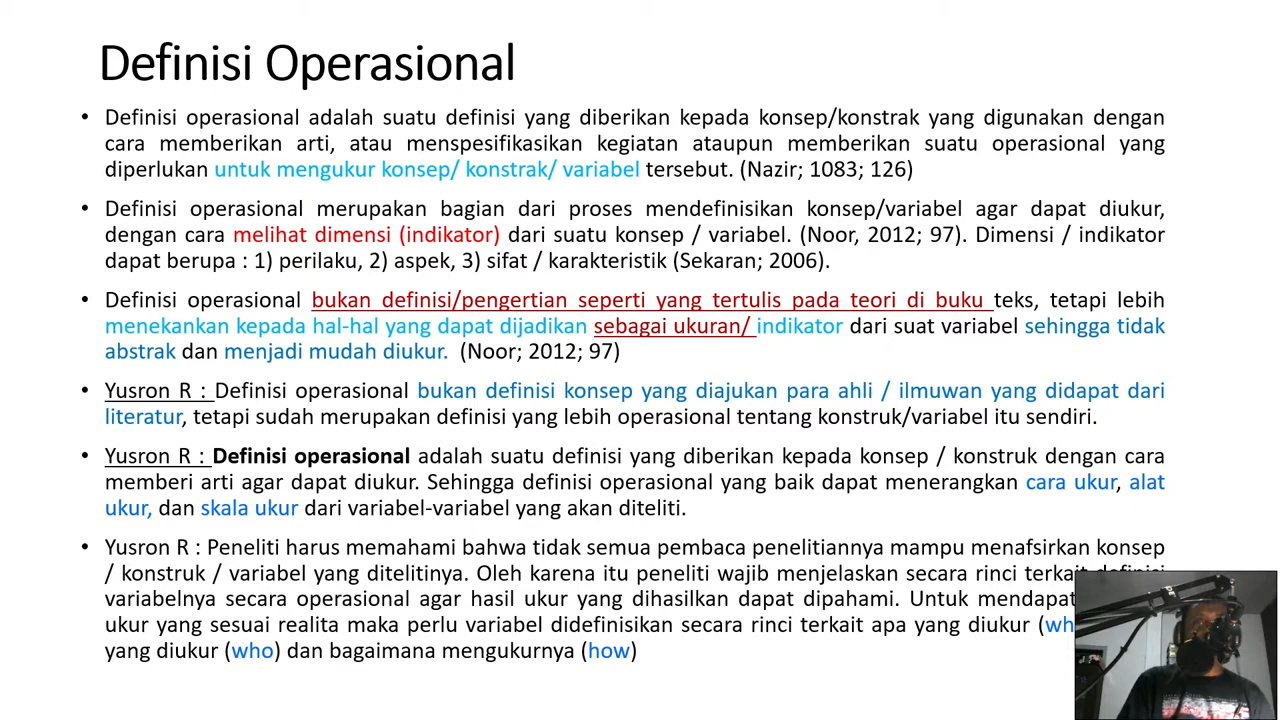 Definisi Operasional
• Definisi operasional adalah suatu definisi yang diberikan kepada konsep/konstrak yang digunakan dengan
cara memberikan arti, atau menspesifikasikan kegiatan ataupun memberikan suatu operasional yang
diperlukan untuk mengukur konsep/ konstrak/ variabel tersebut. (Nazir; 1083; 126)
• Definisi operasional merupakan bagian dari proses mendefinisikan konsep/variabel agar dapat diukur,
dengan cara melihat dimensi (indikator) dari suatu konsep / variabel. (Noor, 2012; 97). Dimensi / indikator
dapat berupa : 1) perilaku, 2) aspek, 3) sifat / karakteristik (Sekaran; 2006).
• Definisi operasional bukan definisi/pengertian seperti yang tertulis pada teori di buku teks, tetapi lebih
menekankan kepada hal-hal yang dapat dijadikan sebagai ukuran/ indikator dari suat variabel sehingga tidak
abstrak dan menjadi mudah diukur. (Noor; 2012; 97)
• Yusron R : Definisi operasional bukan definisi konsep yang diajukan para ahli / ilmuwan yang didapat dari
literatur, tetapi sudah merupakan definisi yang lebih operasional tentang konstruk/variabel itu sendiri.
• Yusron R : Definisi operasional adalah suatu definisi yang diberikan kepada konsep / konstruk dengan cara
memberi arti agar dapat diukur. Sehingga definisi operasional yang baik dapat menerangkan cara ukur, alat
ukur, dan skala ukur dari variabel-variabel yang akan diteliti.
• Yusron R : Peneliti harus memahami bahwa tidak semua pembaca penelitiannya mampu menafsirkan konsep
/ konstruk / variabel yang ditelitinya. Oleh karena itu peneliti wajib menjelaskan secara rinci terkait
variabelnya secara operasional agar hasil ukur yang dihasilkan dapat dipahami. Untuk mendapat
ukur yang sesuai realita maka perlu variabel didefinisikan secara rinci terkait apa yang diukur (wh
yang diukur (who) dan bagaimana mengukurnya (how)